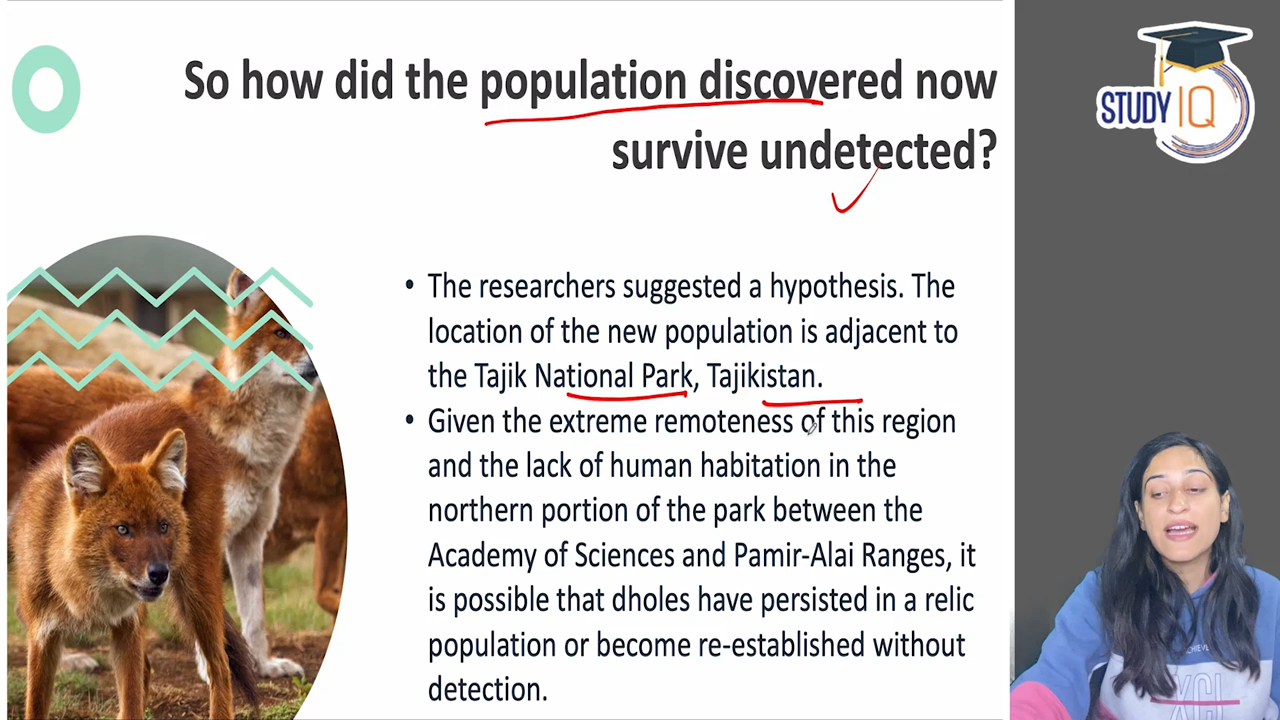 So how did the population discovered now
survive undetected?
STUDY IQ
• The researchers suggested a hypothesis. The
location of the new population is adjacent to
the Tajik National Park, Tajikistan.
• Given the extreme remoteness of this region
and the lack of human habitation in the
northern portion of the park between the
Academy of Sciences and Pamir-Alai Ranges, it
is possible that dholes have persisted in a relic
population or become re-established without
detection.